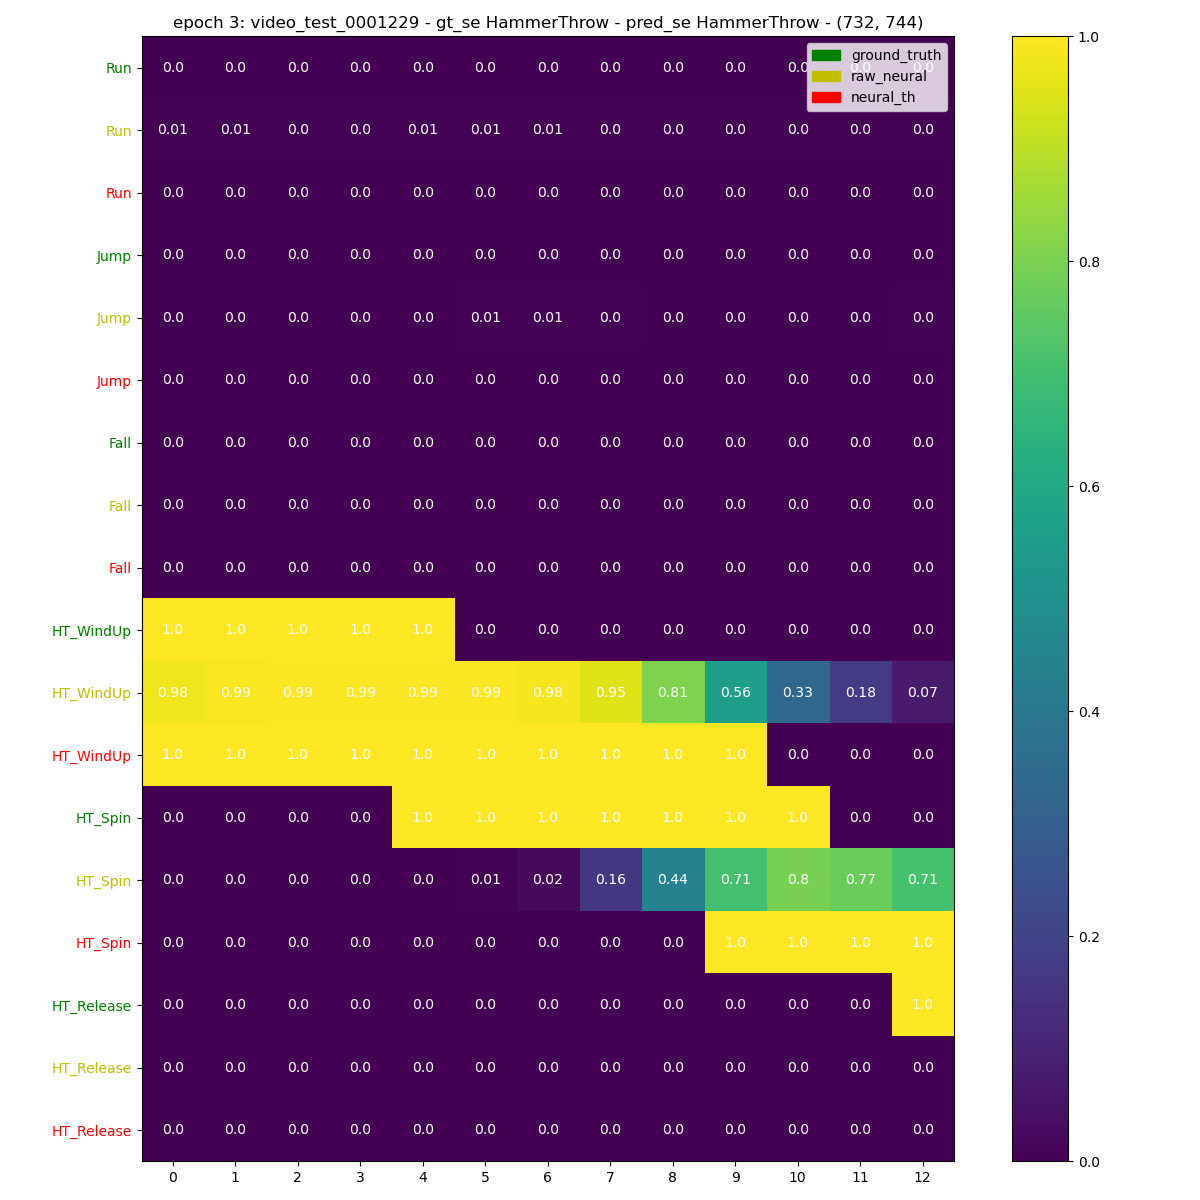 epoch 3: video_test_0001229 - gt_se HammerThrow - pred_se HammerThrow - (732, 744)
ground_truth
raw_neural
neural_th
Run 0.0 0.0 0.0 0.0 0.0 0.0 0.0 0.0 0.0 0.0 0.0 0.0 0.0
Run 0.01 0.01 0.0 0.0 0.01 0.01 0.01 0.0 0.0 0.0 0.0 0.0 0.0
Run 0.0 0.0 0.0 0.0 0.0 0.0 0.0 0.0 0.0 0.0 0.0 0.0 0.0
Jump 0.0 0.0 0.0 0.0 0.0 0.0 0.0 0.0 0.0 0.0 0.0 0.0 0.0
Jump 0.0 0.0 0.0 0.0 0.0 0.01 0.01 0.0 0.0 0.0 0.0 0.0 0.0
Jump 0.0 0.0 0.0 0.0 0.0 0.0 0.0 0.0 0.0 0.0 0.0 0.0 0.0
Fall 0.0 0.0 0.0 0.0 0.0 0.0 0.0 0.0 0.0 0.0 0.0 0.0 0.0
Fall 0.0 0.0 0.0 0.0 0.0 0.0 0.0 0.0 0.0 0.0 0.0 0.0 0.0
Fall 0.0 0.0 0.0 0.0 0.0 0.0 0.0 0.0 0.0 0.0 0.0 0.0 0.0
HT_WindUp 1.0 1.0 1.0 1.0 1.0 0.0 0.0 0.0 0.0 0.0 0.0 0.0 0.0
HT_WindUp 0.98 0.99 0.99 0.99 0.99 0.99 0.98 0.95 0.81 0.56 0.33 0.18 0.07
HT_WindUp 1.0 1.0 1.0 1.0 1.0 1.0 1.0 1.0 1.0 1.0 0.0 0.0 0.0
HT_Spin 0.0 0.0 0.0 0.0 1.0 1.0 1.0 1.0 1.0 1.0 1.0 0.0 0.0
HT_Spin 0.0 0.0 0.0 0.0 0.0 0.01 0.02 0.16 0.44 0.71 0.8 0.77 0.71
HT_Spin 0.0 0.0 0.0 0.0 0.0 0.0 0.0 0.0 0.0 1.0 1.0 1.0 1.0
HT_Release 0.0 0.0 0.0 0.0 0.0 0.0 0.0 0.0 0.0 0.0 0.0 0.0 1.0
HT_Release 0.0 0.0 0.0 0.0 0.0 0.0 0.0 0.0 0.0 0.0 0.0 0.0 0.0
HT_Release 0.0 0.0 0.0 0.0 0.0 0.0 0.0 0.0 0.0 0.0 0.0 0.0 0.0
0 1 2 3 4 5 6 7 8 9 10 11 12
1.0
0.8
0.6
0.4
0.2
0.0